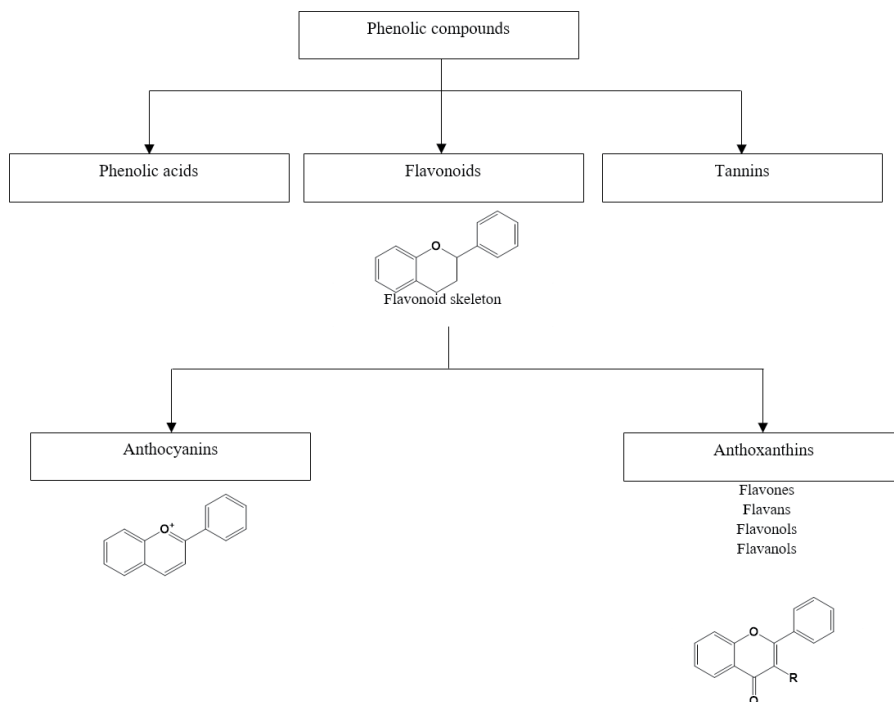 Phenolic compounds
Phenolic acids
Flavonoids
Tannins
O
Flavonoid skeleton
Anthocyanins
Anthoxanthins
Flavones
Flavans
Flavonols
Flavanols
O+
O
R
O